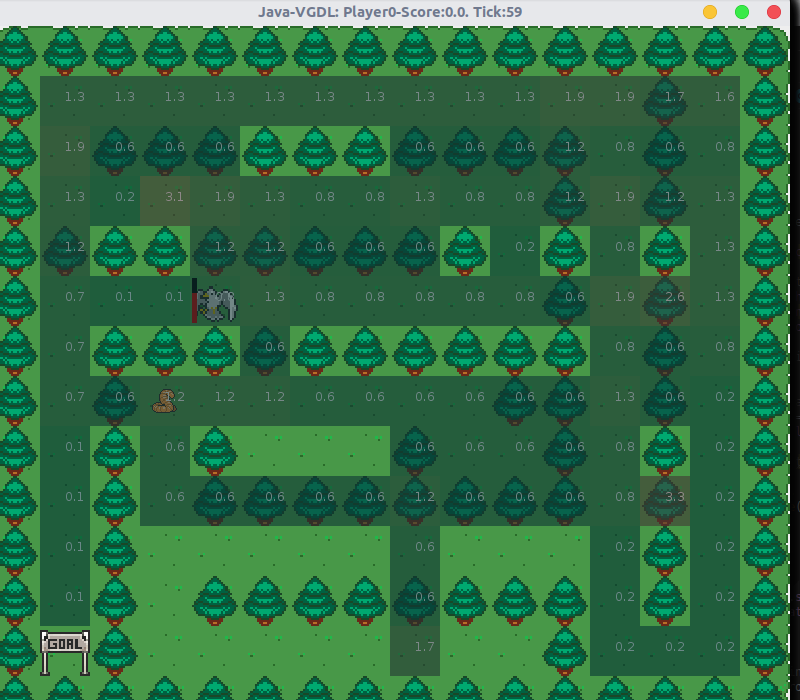 Java-VGDL: Player0-Score:0.0. Tick:59
1.3 1.3 1.3 1.3 1.3 1.3 1.3 1.3 1.3 1.3 1.9 1.9 1.7 1.6
1.9 0.6 0.6 0.6 0.6 0.6 0.6 1.2 0.8 0.6 0.8
1.3 0.2 3.1 1.9 1.3 0.8 0.8 1.3 0.8 0.8 1.2 1.9 1.2 1.3
1.2 1.2 1.2 0.6 0.6 0.6 0.2 0.8 1.3
0.7 0.1 0.1 1.3 0.8 0.8 0.8 0.8 0.8 0.6 1.9 2.6 1.3
0.7 0.6 0.8 0.6 0.8
0.7 0.6 1.2 1.2 1.2 0.6 0.6 0.6 0.6 0.6 0.6 1.3 0.6 0.2
0.1 0.6 0.6 0.6 0.6 0.6 0.8 0.2
0.1 0.6 0.6 0.6 0.6 0.6 1.2 0.6 0.6 0.6 0.8 3.3 0.2
0.1 0.6 0.2 0.2
0.1 0.6 0.2 0.2
GOAL 1.7 0.2 0.2 0.2